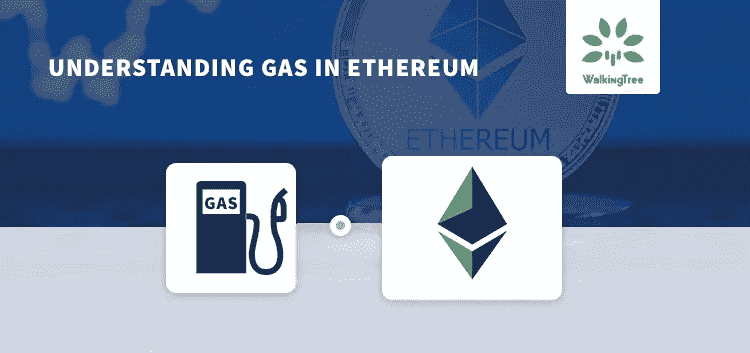 UNDERSTANDING GAS IN ETHEREUM
WalkingTree
ETHEREUM
GAS